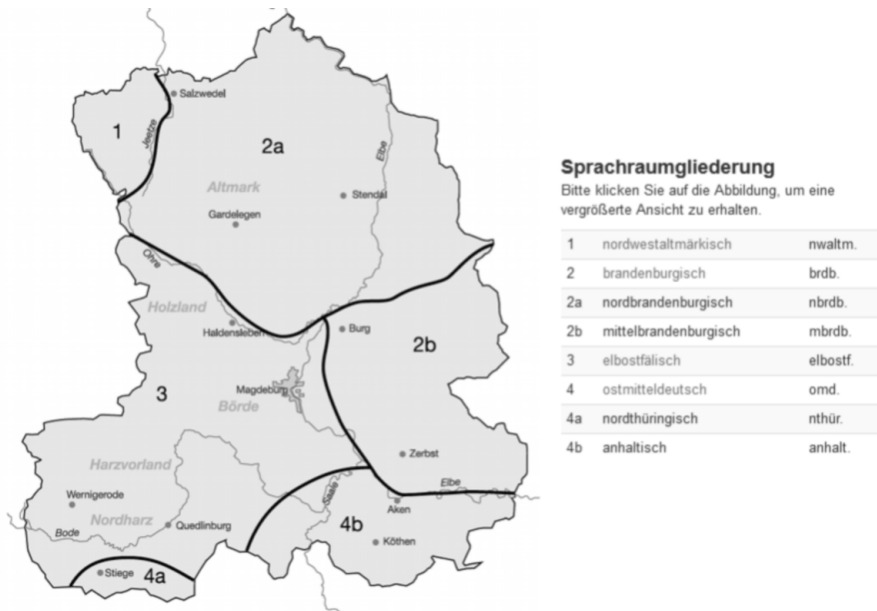 Salzwedel
1
Jeetze
2a
Elbe
Altmark
Stendal
Gardelegen
Ohre
Holzland
Haldensleben
Burg
2b
Magdeburg
3
Börde
Zerbst
Harzvorland
Elbe
Wernigerode
Saale
Aken
Nordharz
Quedlinburg
4b
Bode
Köthen
Stiege
4a
Sprachraumgliederung
Bitte klicken Sie auf die Abbildung, um eine
vergrößerte Ansicht zu erhalten.
1 nordwestaltmärkisch nwaltm.
2 brandenburgisch brdb.
2a nordbrandenburgisch nbrdb.
2b mittelbrandenburgisch mbrdb.
3 elbostfälisch elbostf.
4 ostmitteldeutsch omd.
4a nordthüringisch nthür.
4b anhaltisch anhalt.